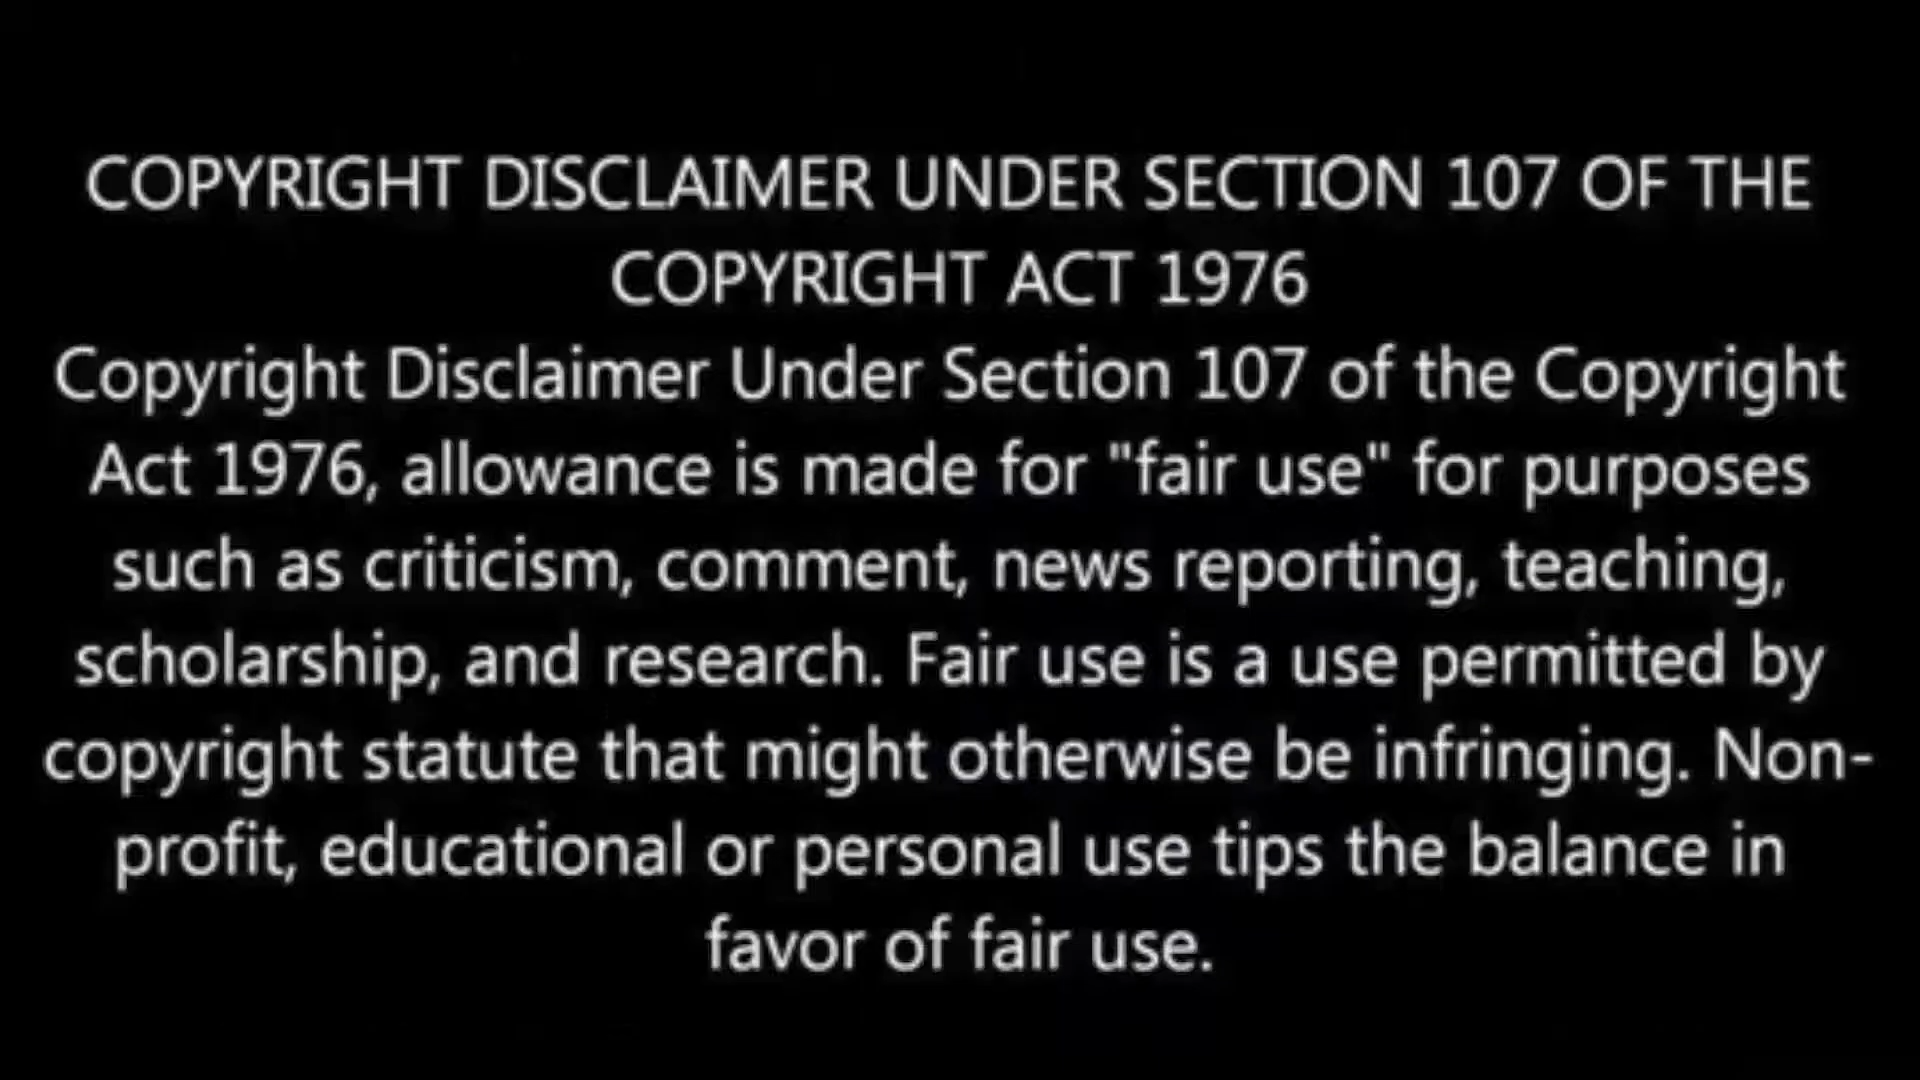 COPYRIGHT DISCLAIMER UNDER SECTION 107 OF THE
COPYRIGHT ACT 1976
Copyright Disclaimer Under Section 107 of the Copyright
Act 1976, allowance is made for "fair use" for purposes
such as criticism, comment, news reporting, teaching,
scholarship, and research. Fair use is a use permitted by
copyright statute that might otherwise be infringing. Non-
profit, educational or personal use tips the balance in
favor of fair use.